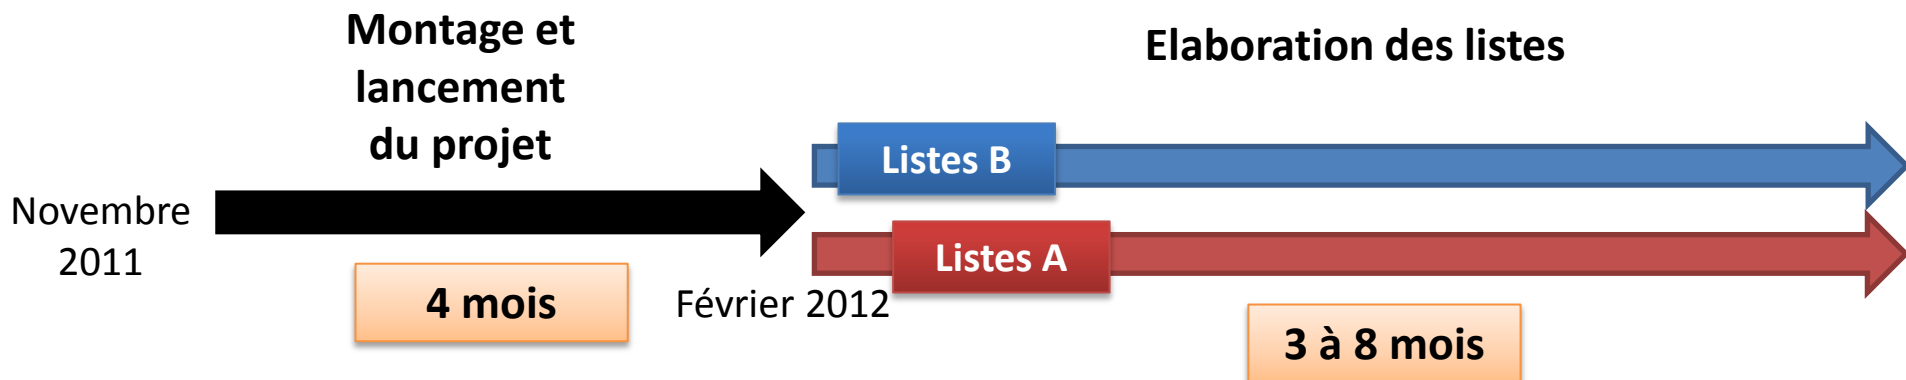 Montage et
lancement
du projet
Elaboration des listes
Novembre
2011
Listes B
Listes A
4 mois
Février 2012
3 à 8 mois